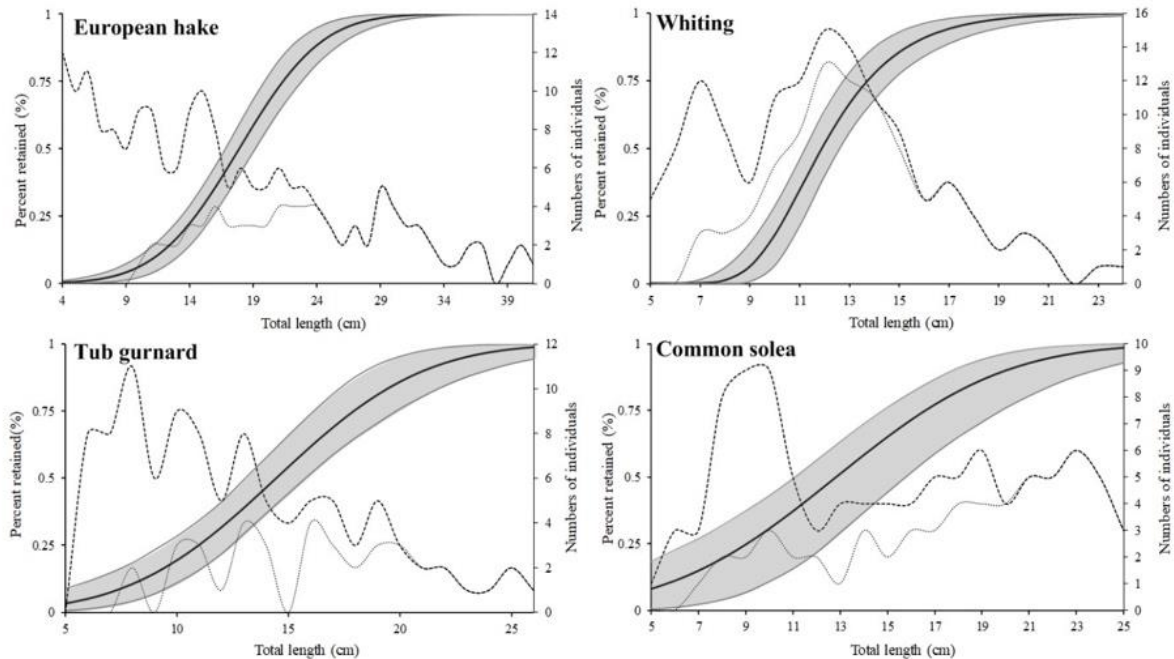 European hake
Percent retained (%)
1
0.75
0.5
0.25
0
14
12
10
8
6
4
2
0
Numbers of individuals
4 9 14 19 24 29 34 39
Total length (cm)
Whiting
Percent retained (%)
1
0.75
0.5
0.25
0
16
14
12
10
8
6
4
2
0
Numbers of individuals
5 7 9 11 13 15 17 19 21 23
Total length (cm)
Tub gurnard
Percent retained(%)
1
0.75
0.5
0.25
0
12
10
8
6
4
2
0
Numbers of individuals
5 10 15 20 25
Total length (cm)
Common solea
Percent retained (%)
1
0.75
0.5
0.25
0
10
9
8
7
6
5
4
3
2
1
0
Numbers of individuals
5 7 9 11 13 15 17 19 21 23 25
Total length (cm)